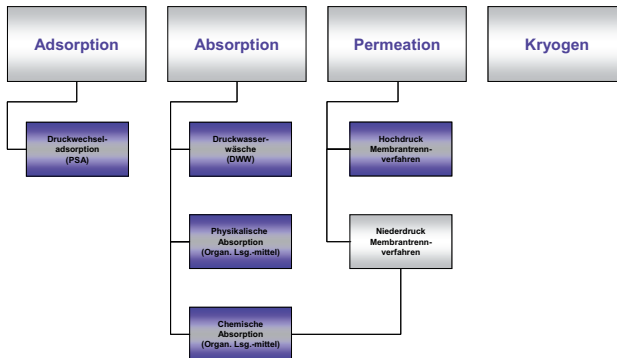 Adsorption
Absorption
Permeation
Kryogen
Druckwechsel-
adsorption
(PSA)
Druckwasser-
wäsche
(DWW)
Hochdruck
Membrantrenn-
verfahren
Physikalische
Absorption
(Organ. Lsg.-mittel)
Niederdruck
Membrantrenn-
verfahren
Chemische
Absorption
(Organ. Lsg.-mittel)